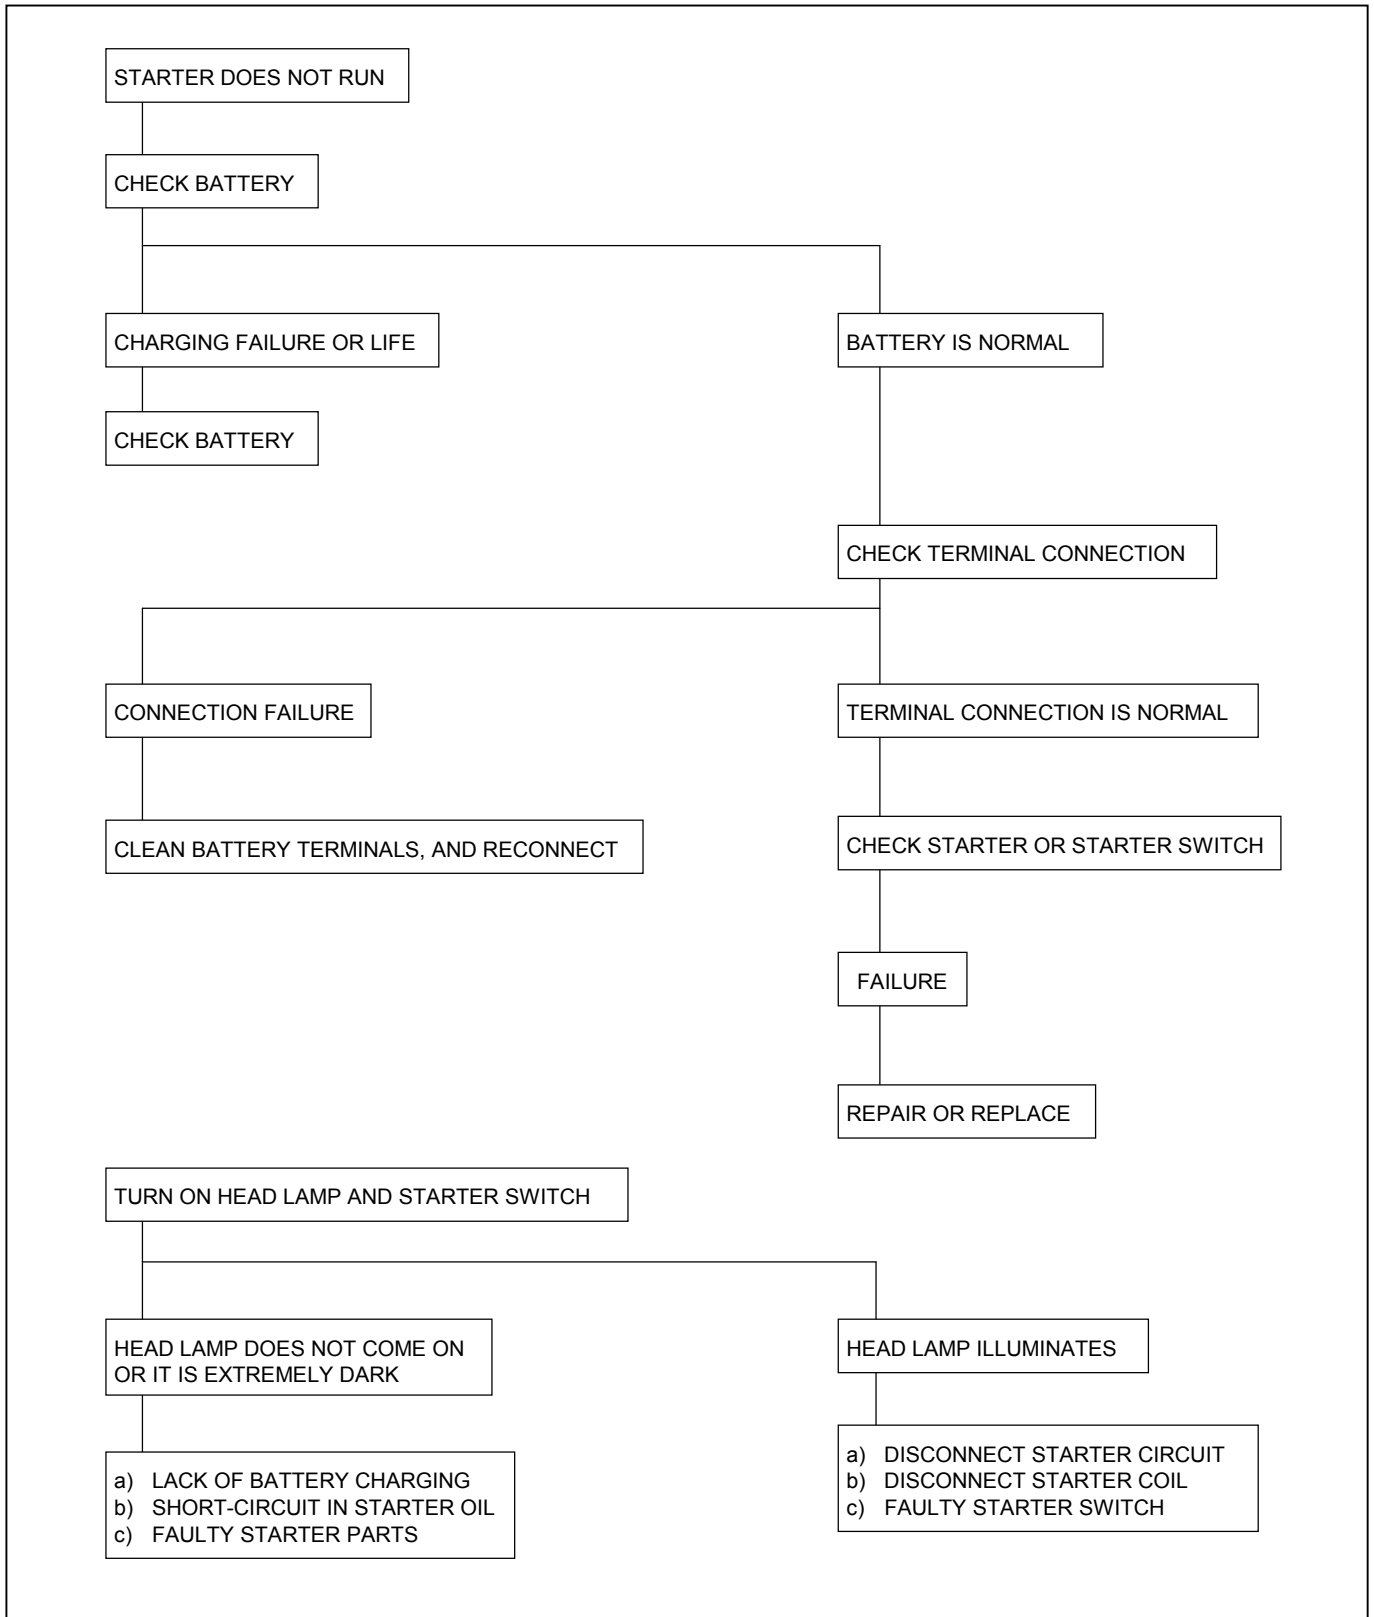 STARTER DOES NOT RUN
CHECK BATTERY
CHARGING FAILURE OR LIFE
BATTERY IS NORMAL
CHECK BATTERY
CHECK TERMINAL CONNECTION
CONNECTION FAILURE
TERMINAL CONNECTION IS NORMAL
CLEAN BATTERY TERMINALS, AND RECONNECT
CHECK STARTER OR STARTER SWITCH
FAILURE
REPAIR OR REPLACE
TURN ON HEAD LAMP AND STARTER SWITCH
HEAD LAMP DOES NOT COME ON
OR IT IS EXTREMELY DARK
HEAD LAMP ILLUMINATES
a) LACK OF BATTERY CHARGING
b) SHORT-CIRCUIT IN STARTER OIL
c) FAULTY STARTER PARTS
a) DISCONNECT STARTER CIRCUIT
b) DISCONNECT STARTER COIL
c) FAULTY STARTER SWITCH